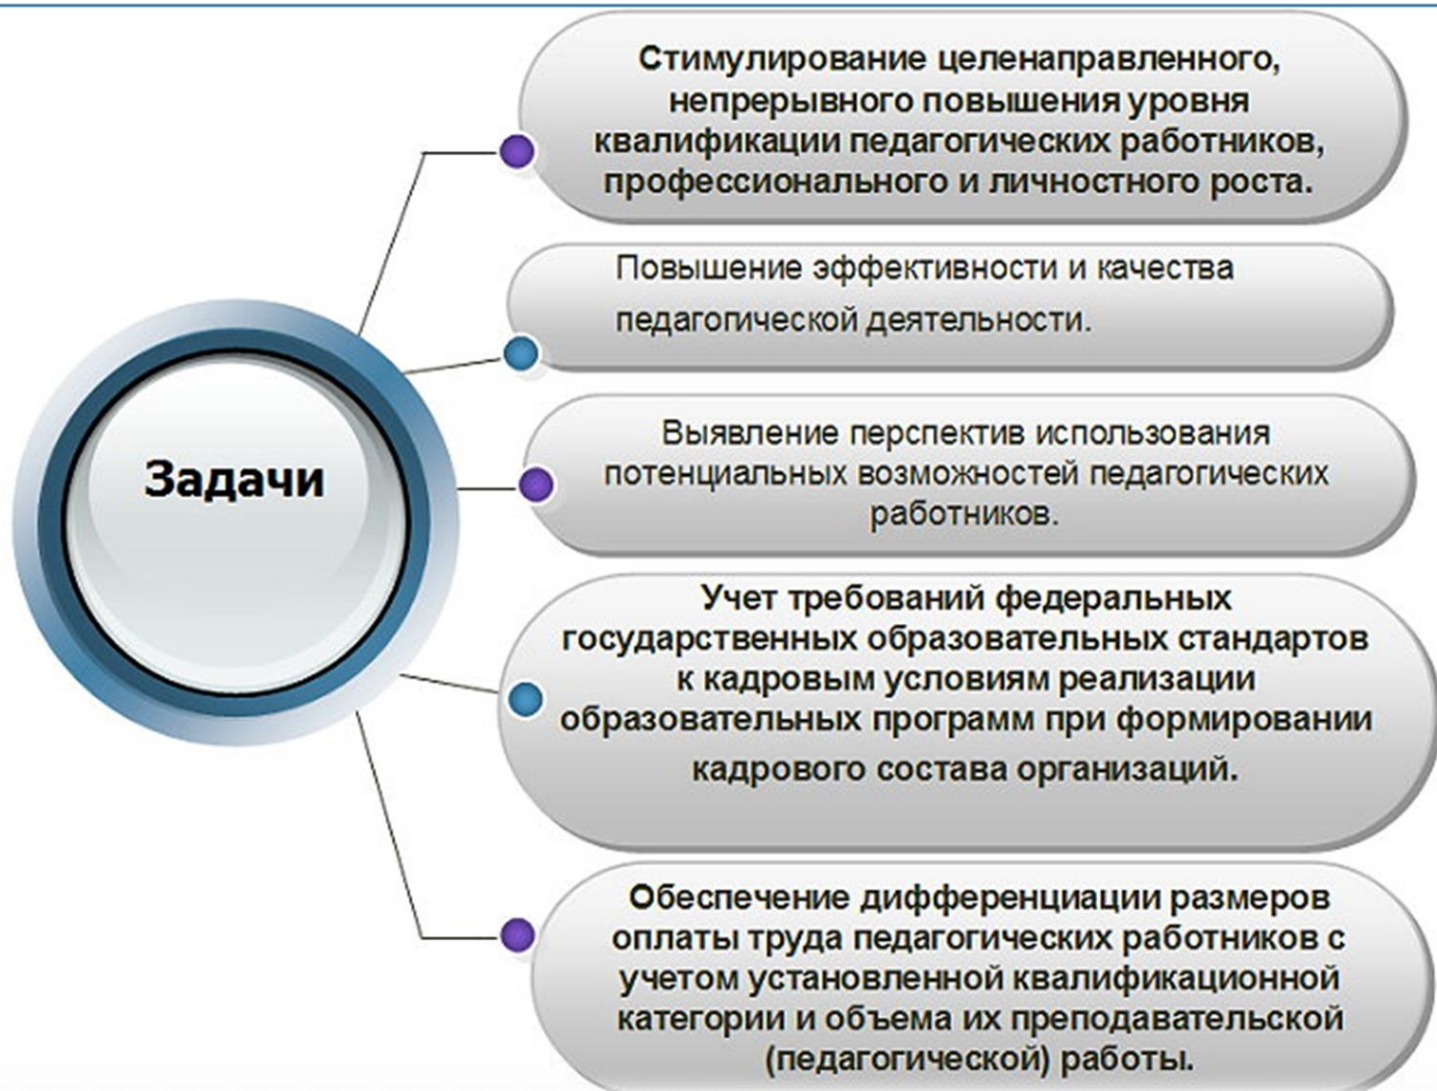 Стимулирование целенаправленного,
непрерывного повышения уровня
квалификации педагогических работников,
профессионального и личностного роста.
Повышение эффективности и качества
педагогической деятельности.
Задачи
Выявление перспектив использования
потенциальных возможностей педагогических
работников.
Учет требований федеральных
государственных образовательных стандартов
к кадровым условиям реализации
образовательных программ при формировании
кадрового состава организаций.
Обеспечение дифференциации размеров
оплаты труда педагогических работников с
учетом установленной квалификационной
категории и объема их преподавательской
(педагогической) работы.